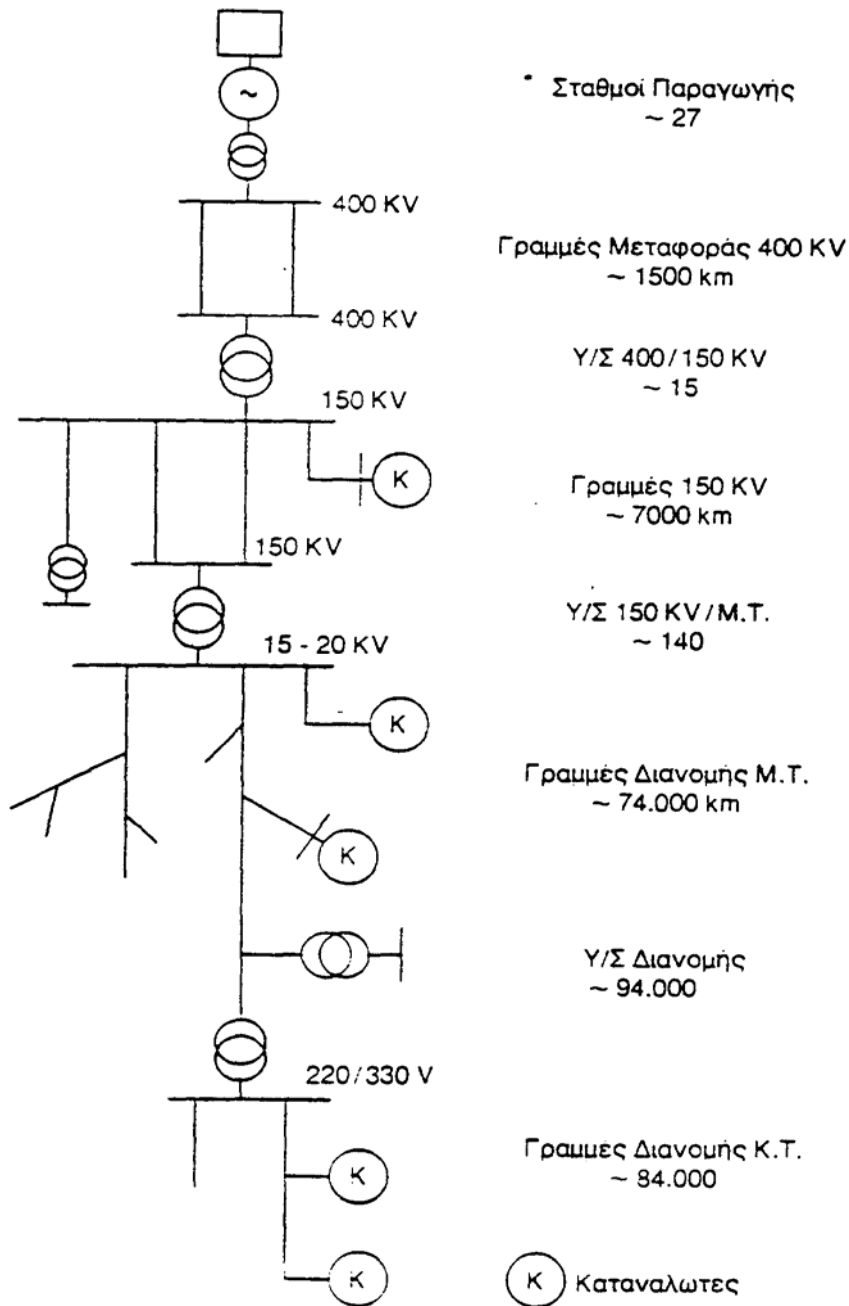 ~
Σταθμοί Παραγωγής
~ 27
400 KV
Γραμμές Μεταφοράς 400 KV
~ 1500 km
400 KV
Υ/Σ 400/150 KV
~ 15
150 KV
K
Γραμμές 150 KV
~ 7000 km
150 KV
Υ/Σ 150 KV/Μ.Τ.
~ 140
15 - 20 KV
K
Γραμμές Διανομής Μ.Τ.
~ 74.000 km
K
Υ/Σ Διανομής
~ 94.000
220/330 V
Γραμμές Διανομής Κ.Τ.
~ 84.000
K
K
K Καταναλωτες